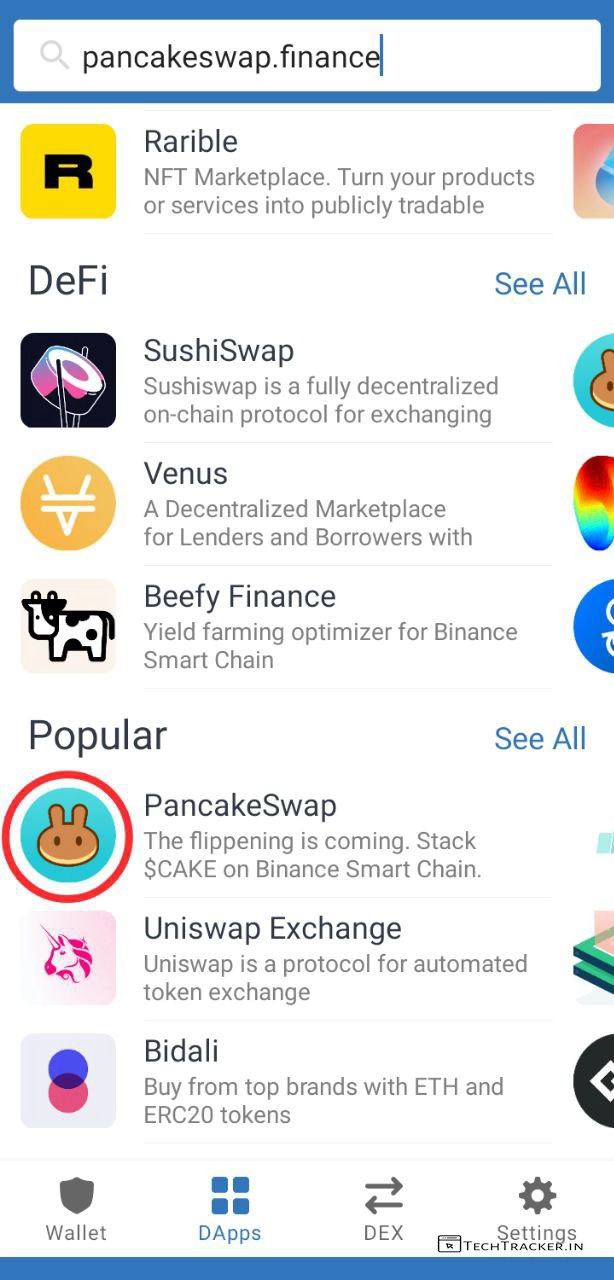 pancakeswap.finance
Rarible
NFT Marketplace. Turn your products
or services into publicly tradable
DeFi
See All
SushiSwap
Sushiswap is a fully decentralized
on-chain protocol for exchanging
Venus
A Decentralized Marketplace
for Lenders and Borrowers with
Beefy Finance
Yield farming optimizer for Binance
Smart Chain
Popular
See All
PancakeSwap
The flippening is coming. Stack
$CAKE on Binance Smart Chain.
Uniswap Exchange
Uniswap is a protocol for automated
token exchange
Bidali
Buy from top brands with ETH and
ERC20 tokens
Wallet
DApps
DEX
Settings
TECHTRACKER.IN